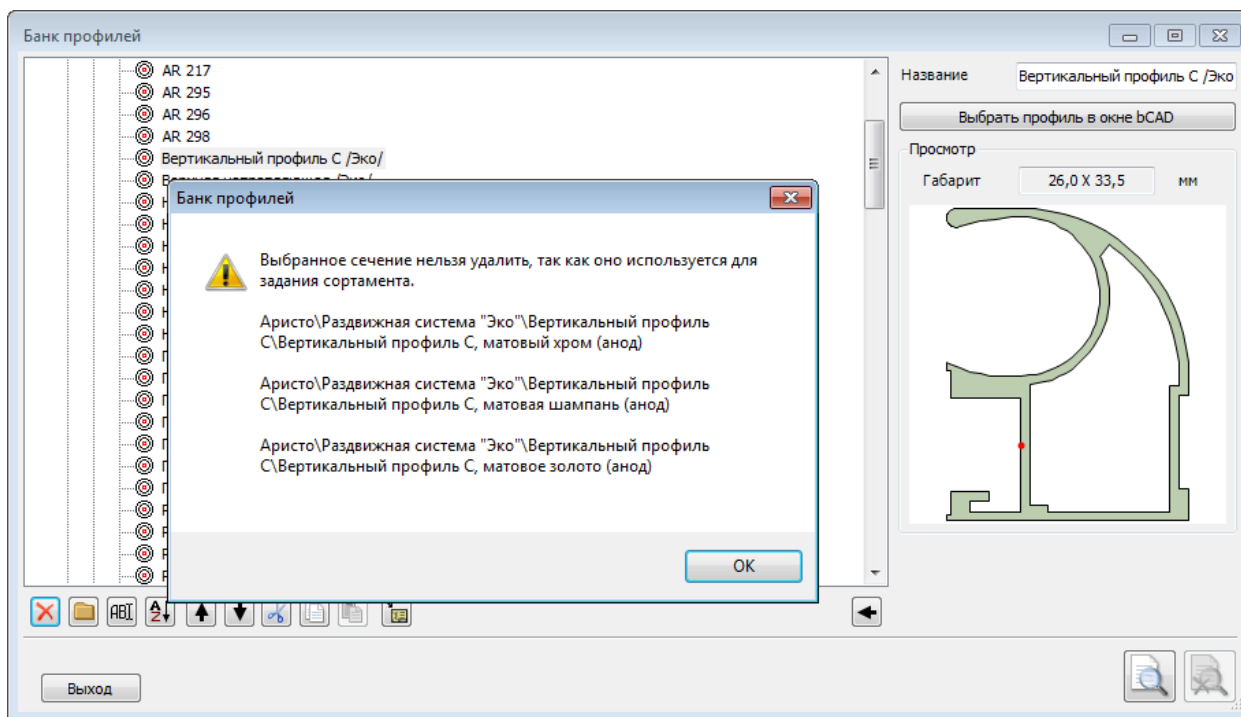 Банк профилей
AR 217
AR 295
AR 296
AR 298
Вертикальный профиль С /Эко/
Название
Вертикальный профиль С /Эко
Выбрать профиль в окне bCAD
Просмотр
Габарит
26,0 X 33,5
мм
Банк профилей
Выбранное сечение нельзя удалить, так как оно используется для
задания сортамента.
Аристо\Раздвижная система "Эко"\Вертикальный профиль
С\Вертикальный профиль С, матовый хром (анод)
Аристо\Раздвижная система "Эко"\Вертикальный профиль
С\Вертикальный профиль С, матовая шампань (анод)
Аристо\Раздвижная система "Эко"\Вертикальный профиль
С\Вертикальный профиль С, матовое золото (анод)
OK
Выход